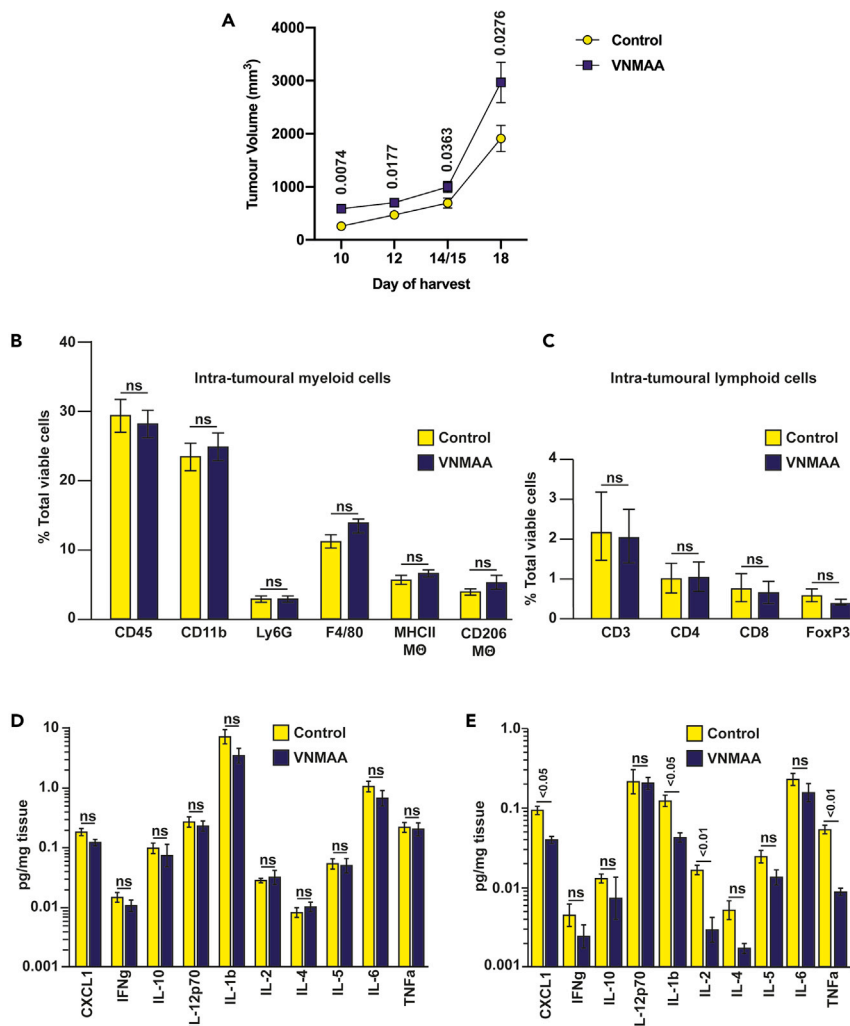 A
Control
VNMAA
Tumour Volume (mm³)
4000
3000
2000
1000
0
0.0074
0.0177
0.0363
0.0276
10 12 14/15 18
Day of harvest
B
Intra-tumoural myeloid cells
Control
VNMAA
% Total viable cells
40
30
20
10
0
ns ns ns ns ns ns
CD45 CD11b Ly6G F4/80 MHCII CD206
MΘ MΘ
C
Intra-tumoural lymphoid cells
Control
VNMAA
% Total viable cells
4
3
2
1
0
ns ns ns ns
CD3 CD4 CD8 FoxP3
D
Control
VNMAA
pg/mg tissue
10
1.0
0.1
0.01
0.001
ns ns ns ns ns ns ns ns ns ns
CXCL1 IFNg IL-10 L-12p70 IL-1b IL-2 IL-4 IL-5 IL-6 TNFa
E
Control
VNMAA
pg/mg tissue
1.0
0.1
0.01
0.001
<0.05 ns ns ns <0.05 <0.01 ns ns ns <0.01
CXCL1 IFNg IL-10 L-12p70 IL-1b IL-2 IL-4 IL-5 IL-6 TNFa